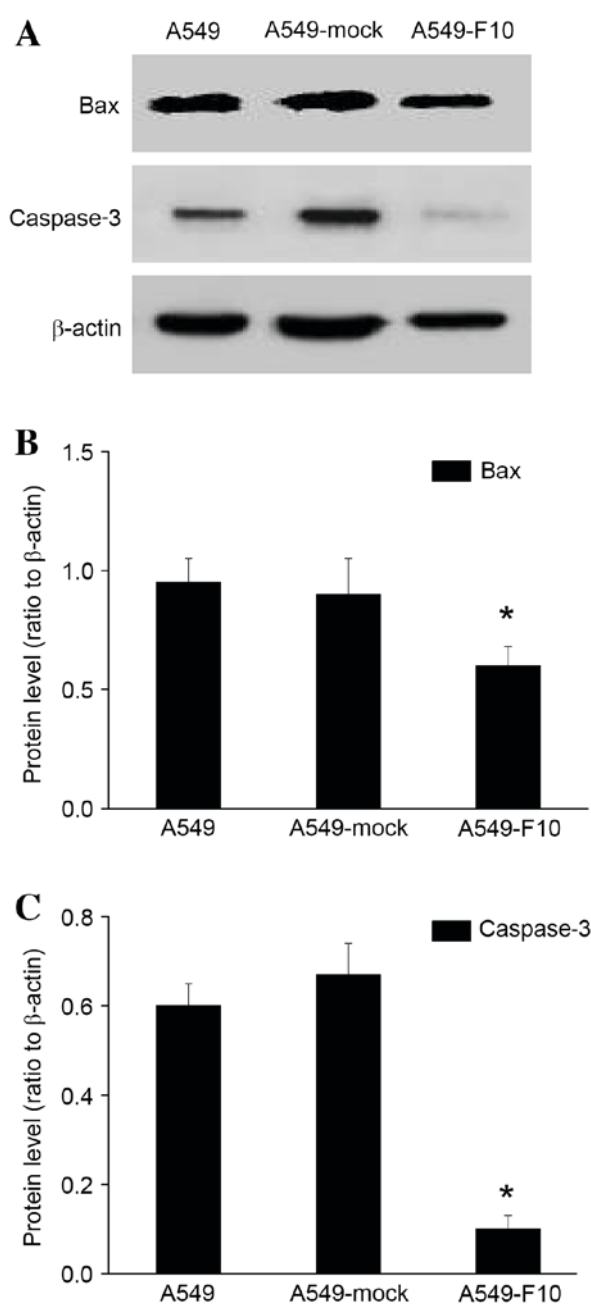 A
A549 A549-mock A549-F10
Bax
Caspase-3
β-actin
B
Protein level (ratio to β-actin)
1.5
1.0
0.5
0.0
Bax
*
A549 A549-mock A549-F10
C
Protein level (ratio to β-actin)
0.8
0.6
0.4
0.2
0.0
Caspase-3
*
A549 A549-mock A549-F10